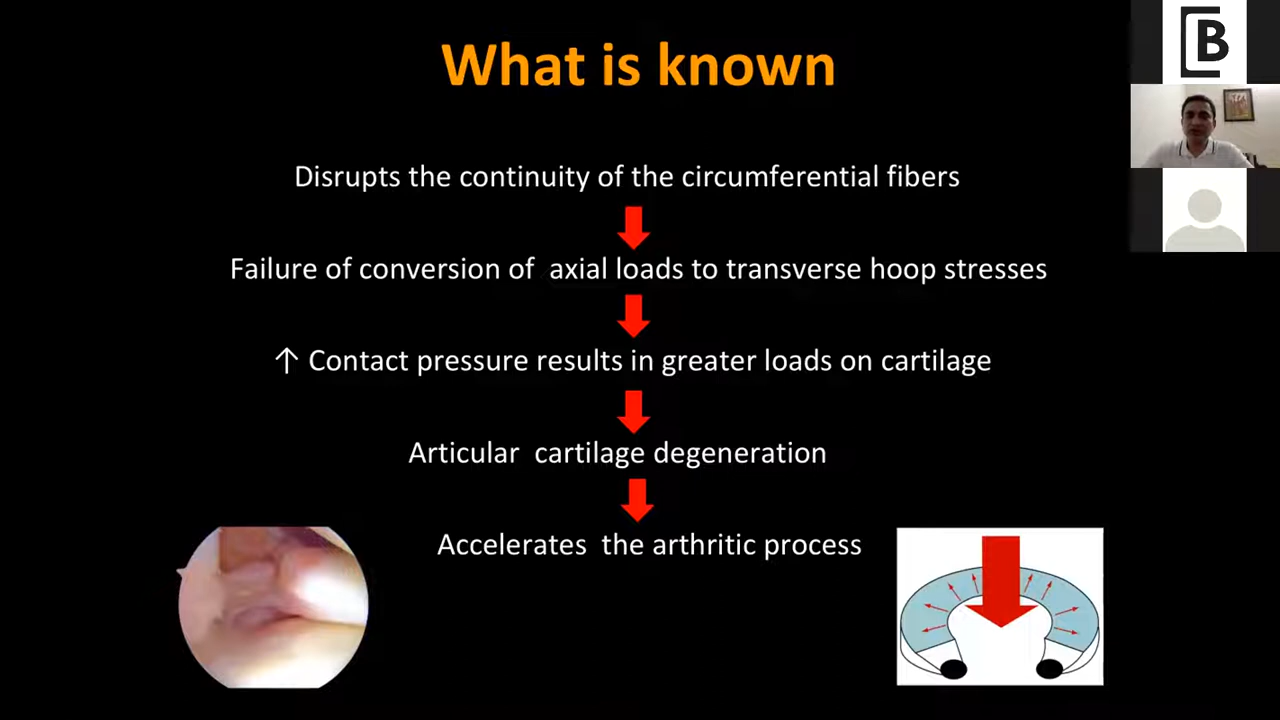 What is known
B
Disrupts the continuity of the circumferential fibers
Failure of conversion of axial loads to transverse hoop stresses
↑ Contact pressure results in greater loads on cartilage
Articular cartilage degeneration
Accelerates the arthritic process